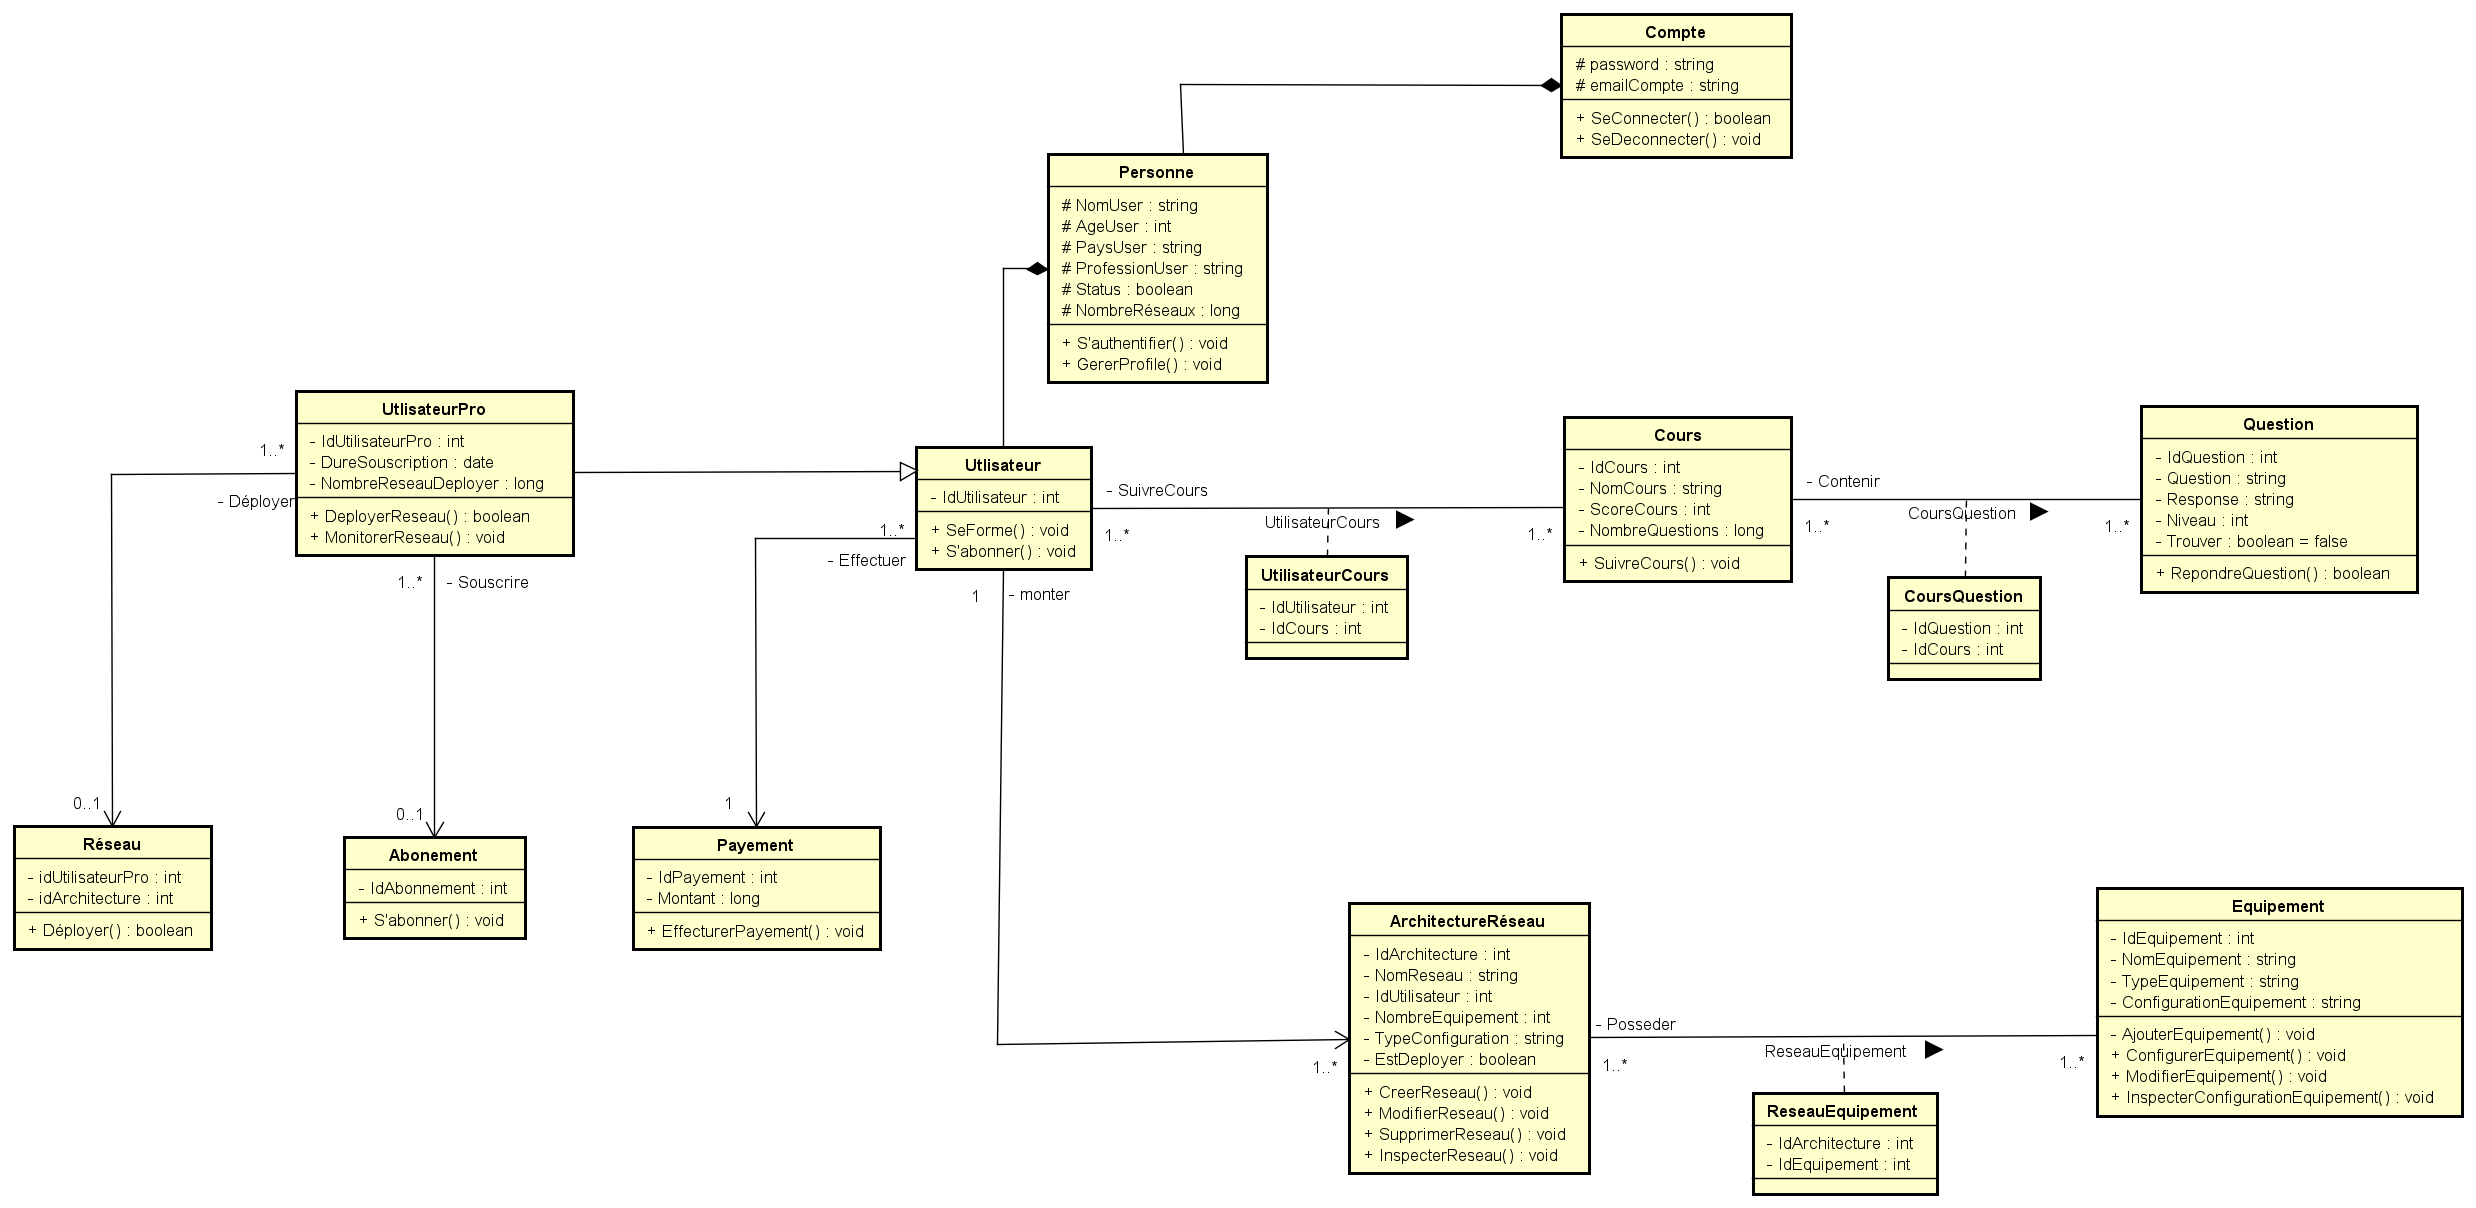 Compte
# password : string
# emailCompte : string
+ SeConnecter() : boolean
+ SeDeconnecter() : void
Personne
# NomUser : string
# AgeUser : int
# PaysUser : string
# ProfessionUser : string
# Status : boolean
# NombreRéseaux : long
+ S'authentifier() : void
+ GererProfile() : void
UtlisateurPro
- IdUtilisateurPro : int
- DureSouscription : date
- NombreReseauDeployer : long
+ DeployerReseau() : boolean
+ MonitorerReseau() : void
1..*
- Déployer
0..1
1..*
- Souscrire
0..1
Utlisateur
- IdUtilisateur : int
+ SeForme() : void
+ S'abonner() : void
1..*
- Effectuer
1
1
- monter
1..*
- SuivreCours
1..*
UtilisateurCours
1..*
UtilisateurCours
- IdUtilisateur : int
- IdCours : int
Cours
- IdCours : int
- NomCours : string
- ScoreCours : int
- NombreQuestions : long
+ SuivreCours() : void
- Contenir
1..*
CoursQuestion
1..*
CoursQuestion
- IdQuestion : int
- IdCours : int
Question
- IdQuestion : int
- Question : string
- Response : string
- Niveau : int
- Trouver : boolean = false
+ RepondreQuestion() : boolean
Réseau
- idUtilisateurPro : int
- idArchitecture : int
+ Déployer() : boolean
Abonement
- IdAbonnement : int
+ S'abonner() : void
Payement
- IdPayement : int
- Montant : long
+ EffecturerPayement() : void
ArchitectureRéseau
- IdArchitecture : int
- NomReseau : string
- IdUtilisateur : int
- NombreEquipement : int
- TypeConfiguration : string
- EstDeployer : boolean
+ CreerReseau() : void
+ ModifierReseau() : void
+ SupprimerReseau() : void
+ InspecterReseau() : void
- Posseder
1..*
ReseauEquipement
1..*
ReseauEquipement
- IdArchitecture : int
- IdEquipement : int
Equipement
- IdEquipement : int
- NomEquipement : string
- TypeEquipement : string
- ConfigurationEquipement : string
- AjouterEquipement() : void
+ ConfigurerEquipement() : void
+ ModifierEquipement() : void
+ InspecterConfigurationEquipement() : void